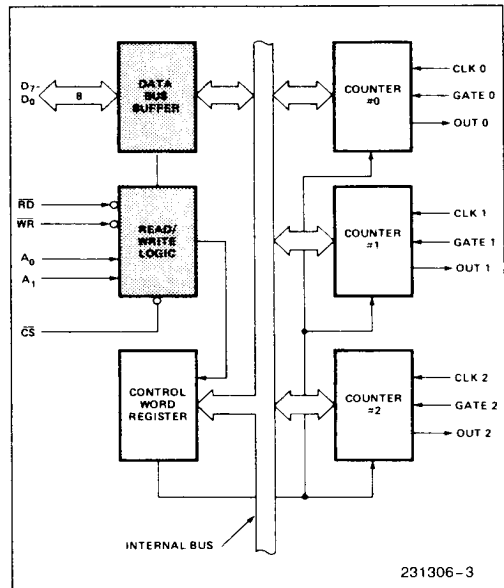 D7-
D0
8
DATA
BUS
BUFFER
COUNTER
#0
CLK 0
GATE 0
OUT 0
RD
WR
A0
A1
CS
READ/
WRITE
LOGIC
COUNTER
#1
CLK 1
GATE 1
OUT 1
CONTROL
WORD
REGISTER
COUNTER
#2
CLK 2
GATE 2
OUT 2
INTERNAL BUS
231306-3